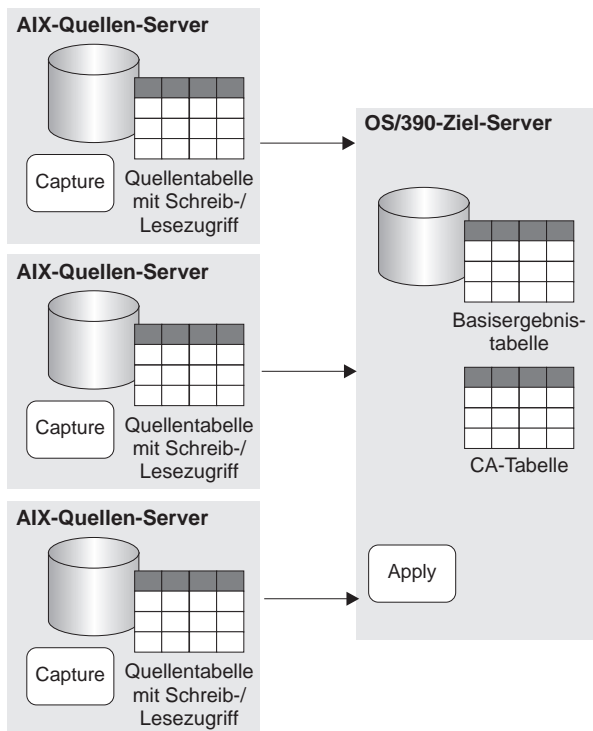 AIX-Quellen-Server
Capture
Quellentabelle
mit Schreib-/
Lesezugriff
AIX-Quellen-Server
Capture
Quellentabelle
mit Schreib-/
Lesezugriff
AIX-Quellen-Server
Capture
Quellentabelle
mit Schreib-/
Lesezugriff
OS/390-Ziel-Server
Basisergebnis-
tabelle
CA-Tabelle
Apply